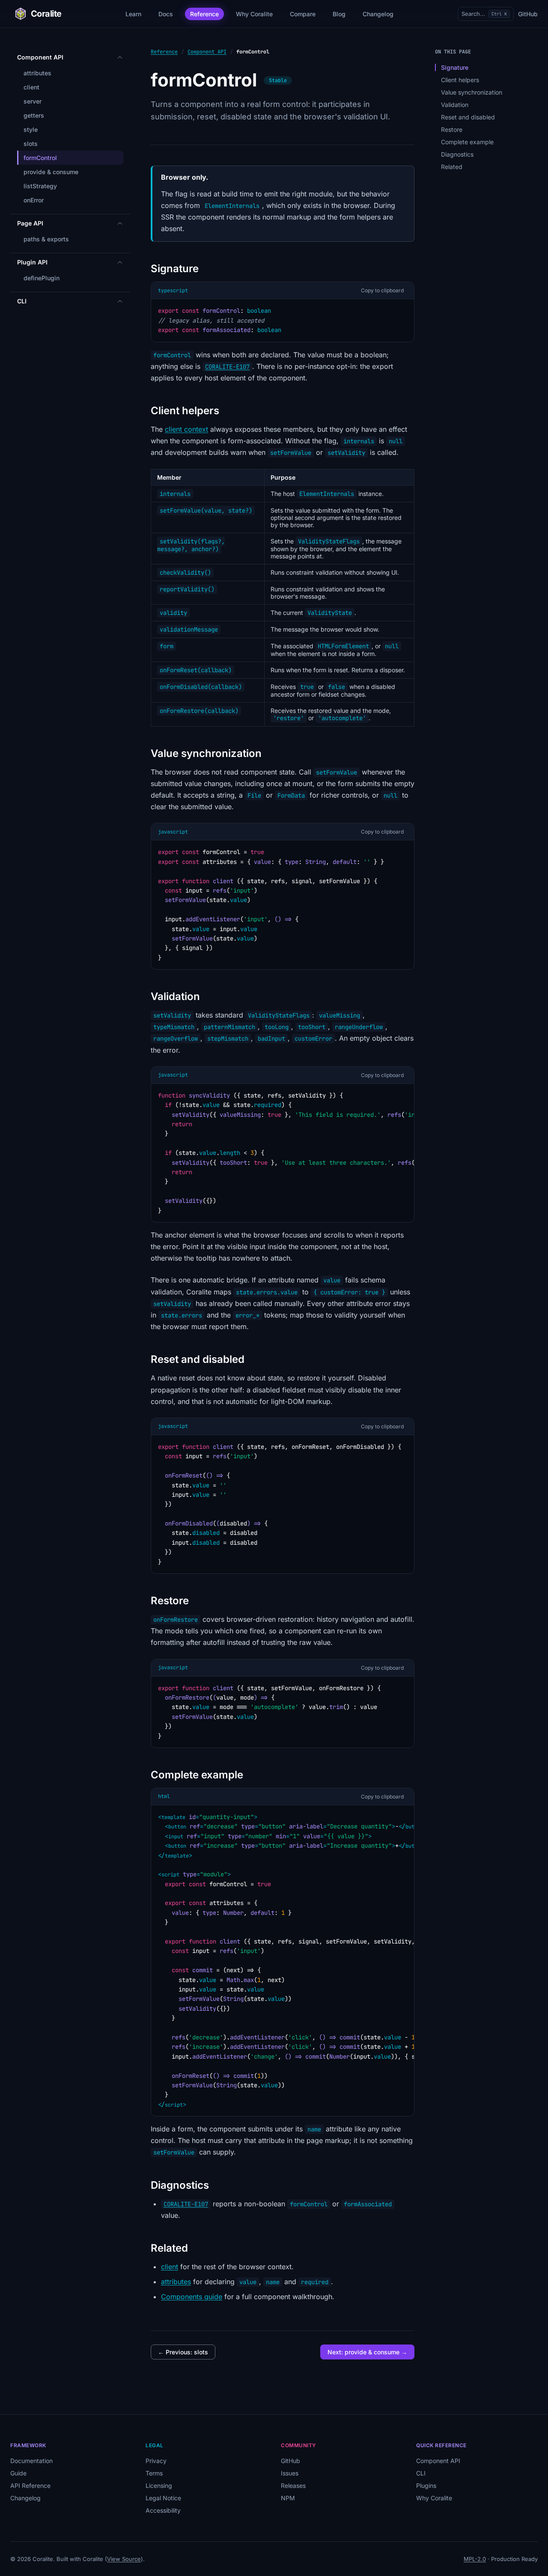 Coralite
Learn
Docs
Reference
Why Coralite
Compare
Blog
Changelog
Search... Ctrl K
GitHub
Component API
attributes
client
server
getters
style
slots
formControl
provide & consume
listStrategy
onError
Page API
paths & exports
Plugin API
definePlugin
CLI
Reference / Component API / formControl
formControl Stable
Turns a component into a real form control: it participates in
submission, reset, disabled state and the browser's validation UI.
Browser only.
The flag is read at build time to emit the right module, but the behavior
comes from ElementInternals, which only exists in the browser. During
SSR the component renders its normal markup and the form helpers are
absent.
Signature
typescript
Copy to clipboard
export const formControl: boolean
// legacy alias, still accepted
export const formAssociated: boolean
formControl wins when both are declared. The value must be a boolean;
anything else is CORALITE-E107. There is no per-instance opt-in: the export
applies to every host element of the component.
Client helpers
The client context always exposes these members, but they only have an effect
when the component is form-associated. Without the flag, internals is null
and development builds warn when setFormValue or setValidity is called.
Member Purpose
internals The host ElementInternals instance.
setFormValue(value, state?) Sets the value submitted with the form. The
optional second argument is the state restored
by the browser.
setValidity(flags?, Sets the ValidityStateFlags, the message
message?, anchor?) shown by the browser, and the element the
message points at.
checkValidity() Runs constraint validation without showing UI.
reportValidity() Runs constraint validation and shows the
browser's message.
validity The current ValidityState.
validationMessage The message the browser would show.
form The associated HTMLFormElement, or null
when the element is not inside a form.
onFormReset(callback) Runs when the form is reset. Returns a disposer.
onFormDisabled(callback) Receives true or false when a disabled
ancestor form or fieldset changes.
onFormRestore(callback) Receives the restored value and the mode,
'restore' or 'autocomplete'.
Value synchronization
The browser does not read component state. Call setFormValue whenever the
submitted value changes, including once at mount, or the form submits the empty
default. It accepts a string, a File or FormData for richer controls, or null to
clear the submitted value.
javascript
Copy to clipboard
export const formControl = true
export const attributes = { value: { type: String, default: '' } }
export function client ({ state, refs, signal, setFormValue }) {
const input = refs('input')
setFormValue(state.value)
input.addEventListener('input', () => {
state.value = input.value
setFormValue(state.value)
}, { signal })
}
Validation
setValidity takes standard ValidityStateFlags: valueMissing,
typeMismatch, patternMismatch, tooLong, tooShort, rangeUnderflow,
rangeOverflow, stepMismatch, badInput, customError. An empty object clears
the error.
javascript
Copy to clipboard
function syncValidity ({ state, refs, setValidity }) {
if (!state.value && state.required) {
setValidity({ valueMissing: true }, 'This field is required.', refs('in
return
}
if (state.value.length < 3) {
setValidity({ tooShort: true }, 'Use at least three characters.', refs(
return
}
setValidity({})
}
The anchor element is what the browser focuses and scrolls to when it reports
the error. Point it at the visible input inside the component, not at the host,
otherwise the tooltip has nowhere to attach.
There is one automatic bridge. If an attribute named value fails schema
validation, Coralite maps state.errors.value to { customError: true } unless
setValidity has already been called manually. Every other attribute error stays
in state.errors and the error_* tokens; map those to validity yourself when
the browser must report them.
Reset and disabled
A native reset does not know about state, so restore it yourself. Disabled
propagation is the other half: a disabled fieldset must visibly disable the inner
control, and that is not automatic for light-DOM markup.
javascript
Copy to clipboard
export function client ({ state, refs, onFormReset, onFormDisabled }) {
const input = refs('input')
onFormReset(() => {
state.value = ''
input.value = ''
})
onFormDisabled((disabled) => {
state.disabled = disabled
input.disabled = disabled
})
}
Restore
onFormRestore covers browser-driven restoration: history navigation and autofill.
The mode tells you which one fired, so a component can re-run its own
formatting after autofill instead of trusting the raw value.
javascript
Copy to clipboard
export function client ({ state, setFormValue, onFormRestore }) {
onFormRestore((value, mode) => {
state.value = mode === 'autocomplete' ? value.trim() : value
setFormValue(state.value)
})
}
Complete example
html
Copy to clipboard
<template id="quantity-input">
<button ref="decrease" type="button" aria-label="Decrease quantity">-</but
<input ref="input" type="number" min="1" value="{{ value }}">
<button ref="increase" type="button" aria-label="Increase quantity">+</but
</template>
<script type="module">
export const formControl = true
export const attributes = {
value: { type: Number, default: 1 }
}
export function client ({ state, refs, signal, setFormValue, setValidity,
const input = refs('input')
const commit = (next) => {
state.value = Math.max(1, next)
input.value = state.value
setFormValue(String(state.value))
setValidity({})
}
refs('decrease').addEventListener('click', () => commit(state.value - 1
refs('increase').addEventListener('click', () => commit(state.value + 1
input.addEventListener('change', () => commit(Number(input.value)), { s
onFormReset(() => commit(1))
setFormValue(String(state.value))
}
</script>
Inside a form, the component submits under its name attribute like any native
control. The host must carry that attribute in the page markup; it is not something
setFormValue can supply.
Diagnostics
• CORALITE-E107 reports a non-boolean formControl or formAssociated
value.
Related
• client for the rest of the browser context.
• attributes for declaring value, name and required.
• Components guide for a full component walkthrough.
← Previous: slots
Next: provide & consume →
ON THIS PAGE
Signature
Client helpers
Value synchronization
Validation
Reset and disabled
Restore
Complete example
Diagnostics
Related
FRAMEWORK
Documentation
Guide
API Reference
Changelog
LEGAL
Privacy
Terms
Licensing
Legal Notice
Accessibility
COMMUNITY
GitHub
Issues
Releases
NPM
QUICK REFERENCE
Component API
CLI
Plugins
Why Coralite
© 2026 Coralite. Built with Coralite (View Source).
MPL-2.0 · Production Ready